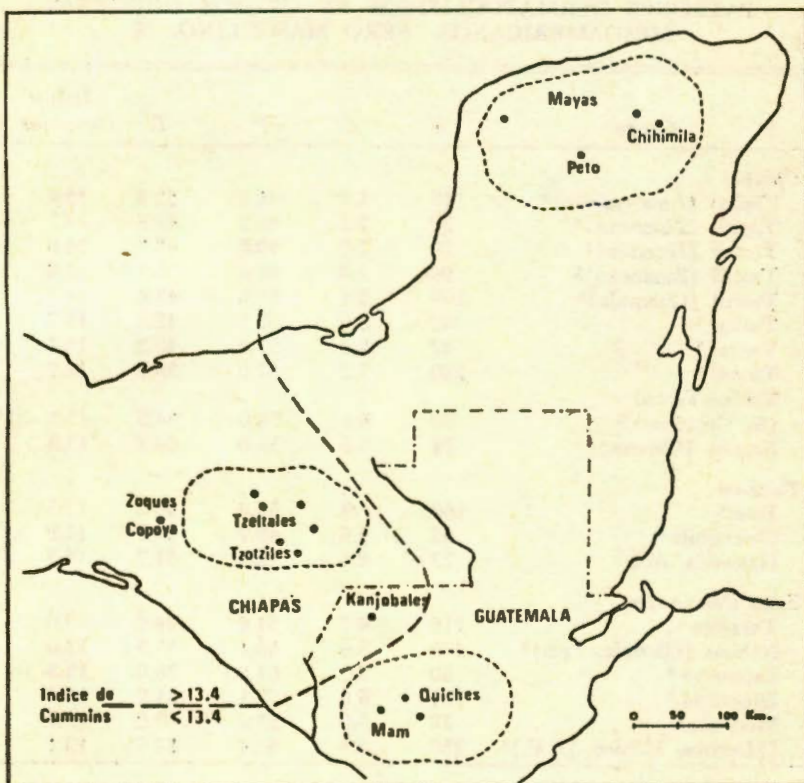 Mayas
Chihimila
Peto
Zoques
Copoya
Tzeltales
Tzotziles
CHIAPAS
Kanjobales
GUATEMALA
Indice de
Cummins
>13.4
<13.4
Quiches
Mam
0 50 100 Km.